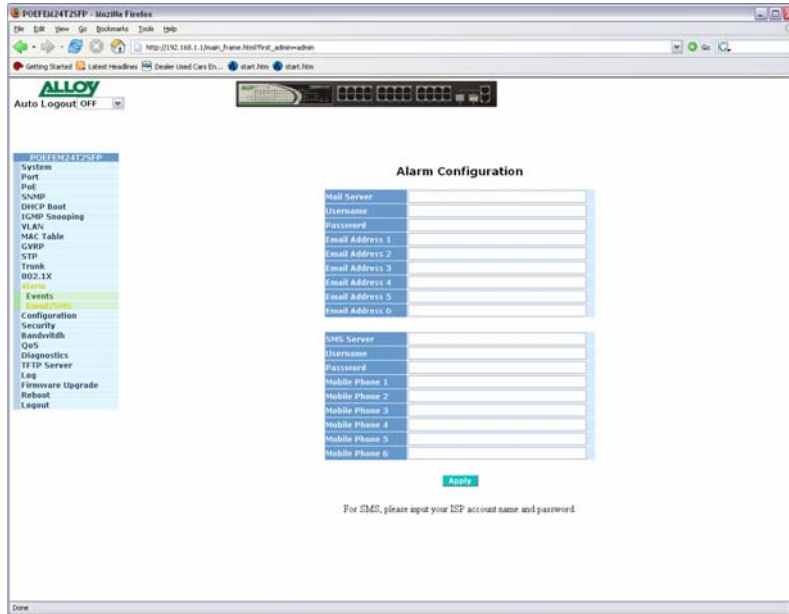 POEFEM24T2SFP - Mozilla Firefox
File Edit View Go Bookmarks Tools Help
http://192.168.1.1/main_frame.html?first_admin=admin
Getting Started Latest Headlines Dealer Used Cars En... start.htm start.htm
ALLOY
Auto Logout OFF
POEFEM24T2SFP
System
Port
PoE
SNMP
DHCP Boot
IGMP Snooping
VLAN
MAC Table
GVRP
STP
Trunk
802.1X
Alarm
Events
Email/SMS
Configuration
Security
Bandwitdh
QoS
Diagnostics
TFTP Server
Log
Firmware Upgrade
Reboot
Logout
Alarm Configuration
Mail Server
Username
Password
Email Address 1
Email Address 2
Email Address 3
Email Address 4
Email Address 5
Email Address 6
SMS Server
Username
Password
Mobile Phone 1
Mobile Phone 2
Mobile Phone 3
Mobile Phone 4
Mobile Phone 5
Mobile Phone 6
Apply
For SMS, please input your ISP account name and password.
Done